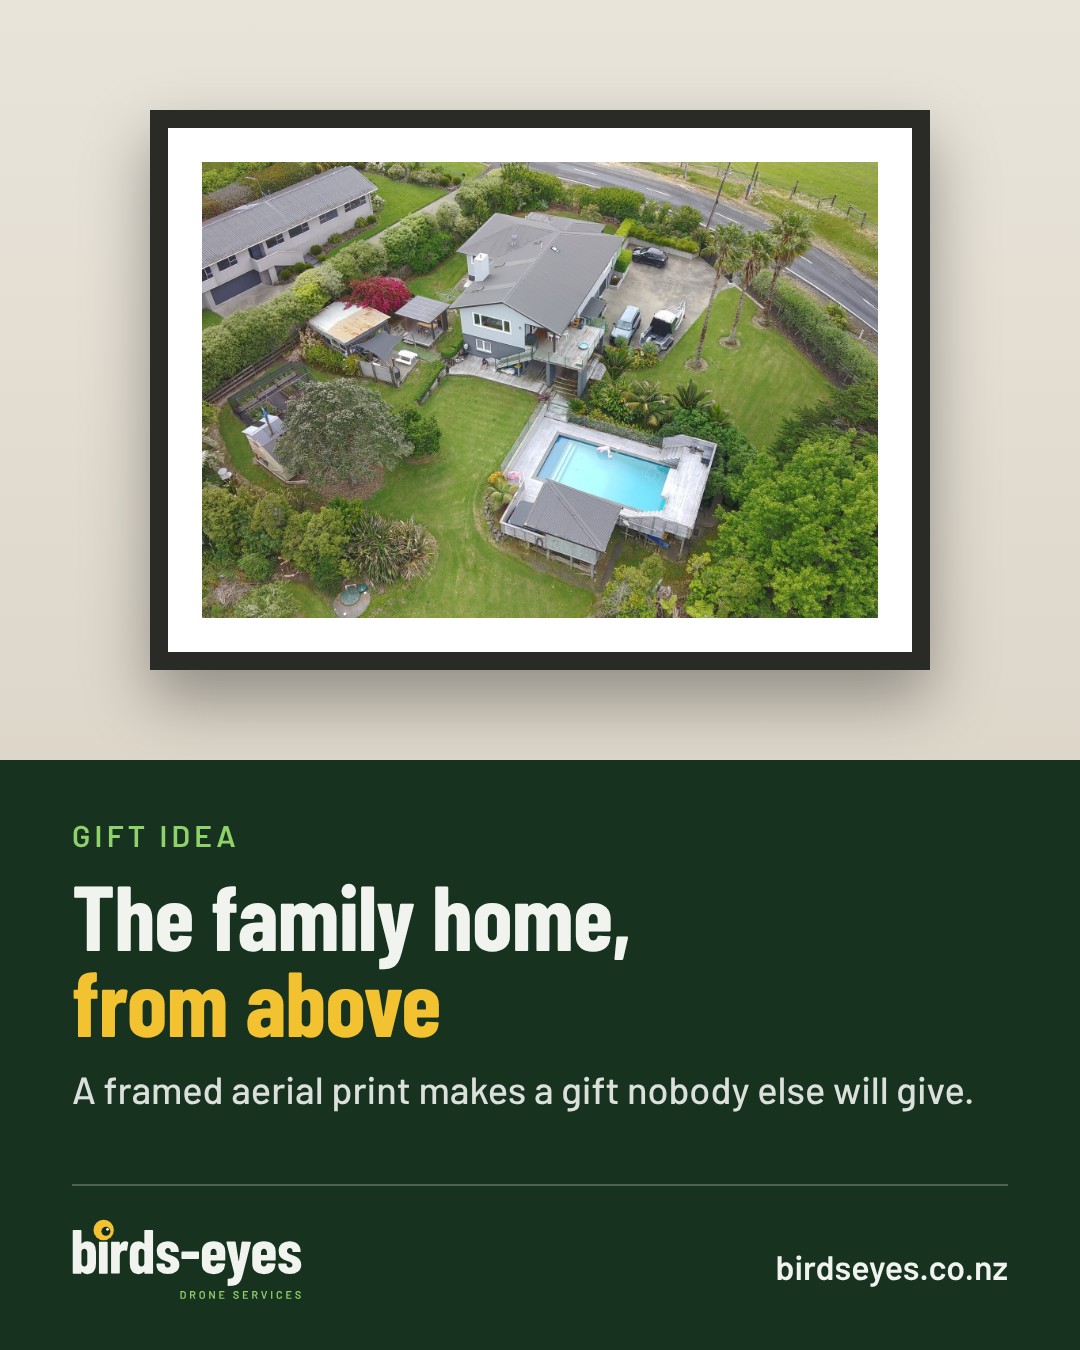 GIFT IDEA
The family home,
from above
A framed aerial print makes a gift nobody else will give.
birds-eyes
DRONE SERVICES
birdseyes.co.nz